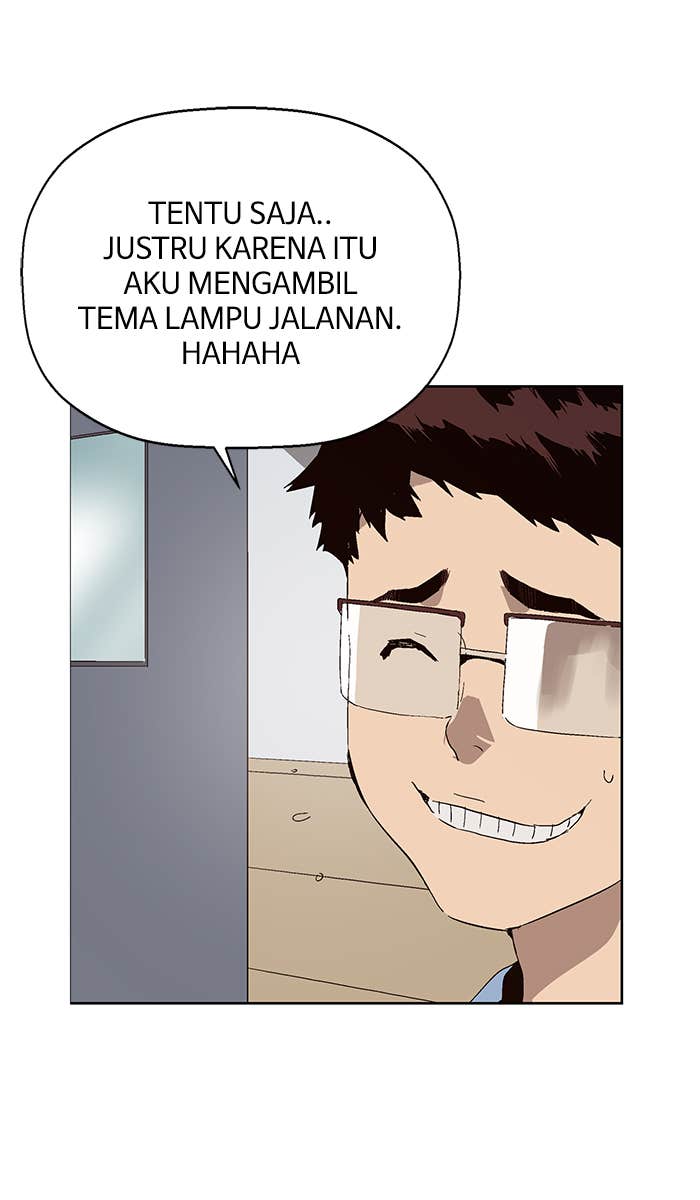 TENTU SAJA..
JUSTRU KARENA ITU
AKU MENGAMBIL
TEMA LAMPU JALANAN.
HAHAHA